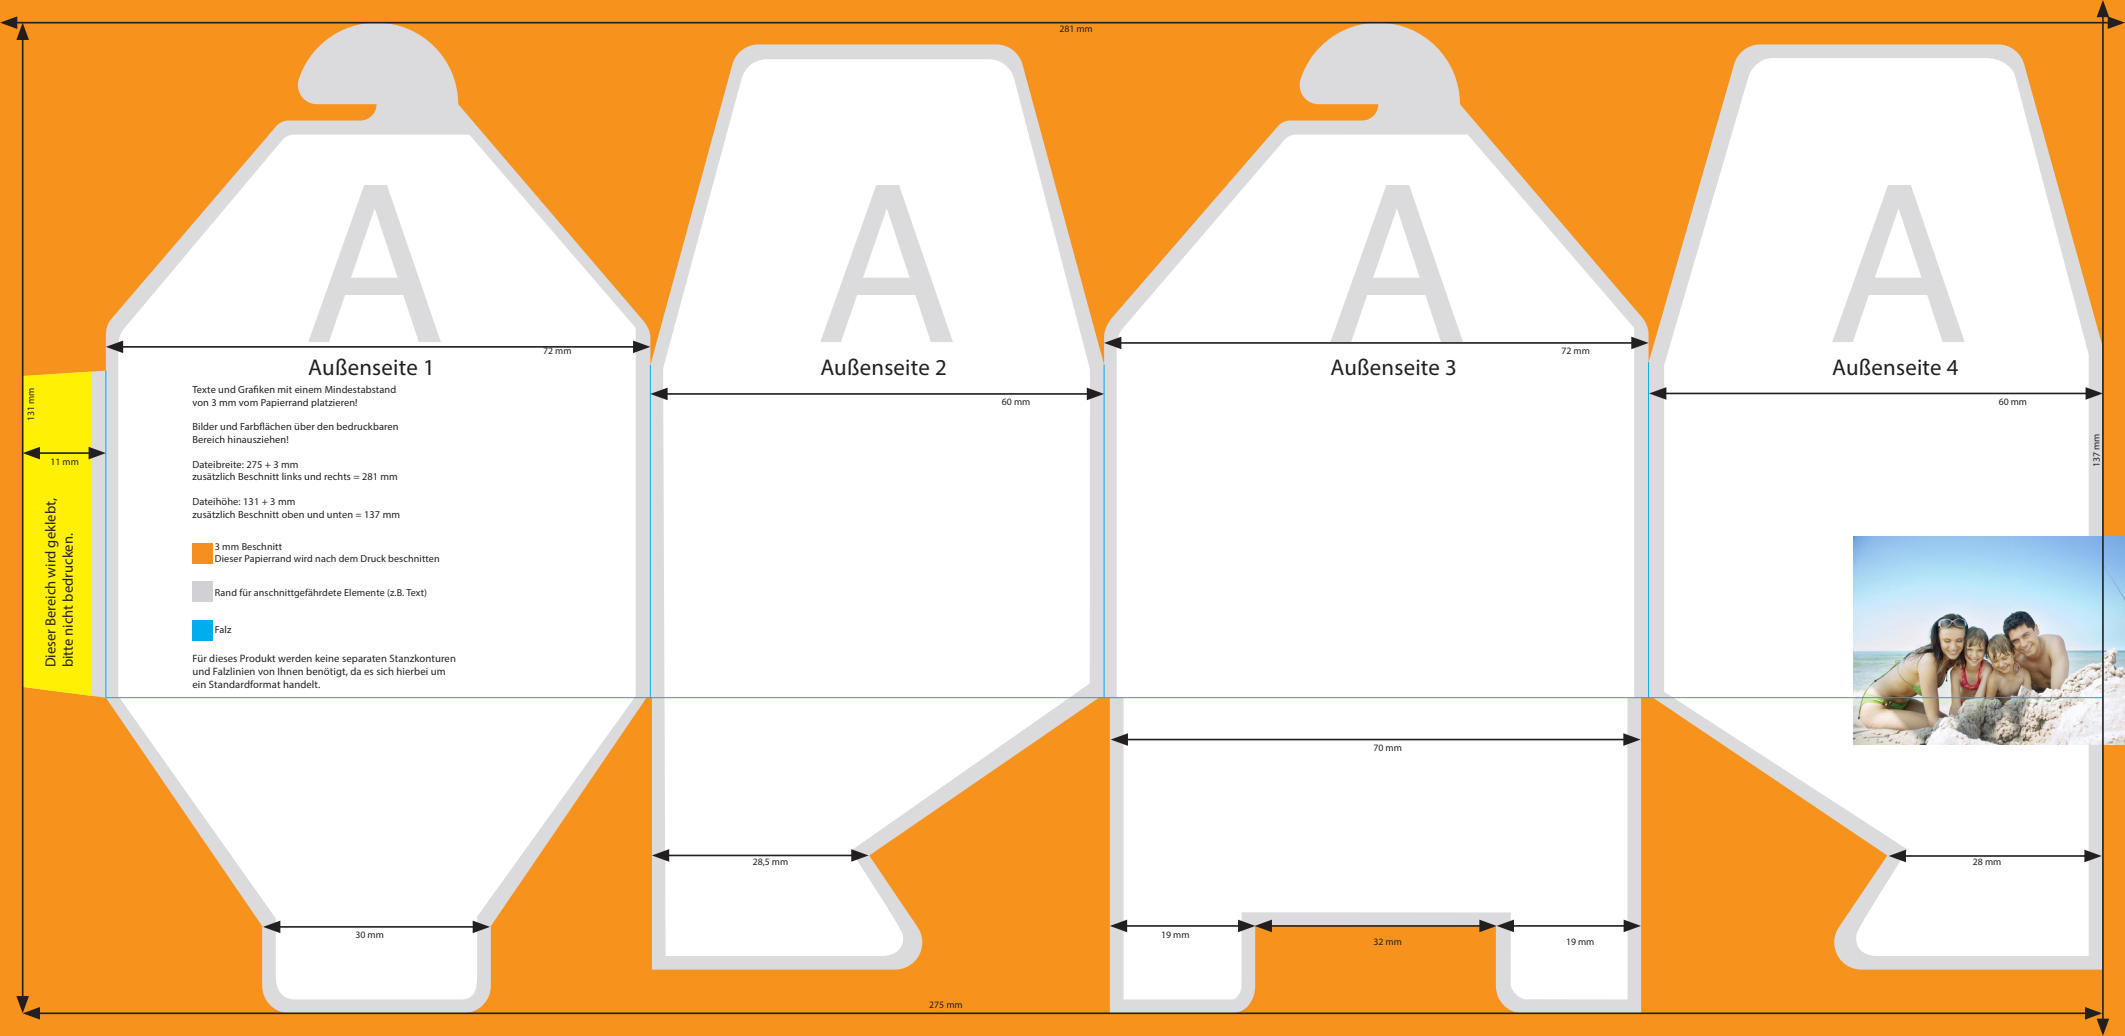 281 mm
A
A
A
A
72 mm
72 mm
Außenseite 1
Außenseite 2
Außenseite 3
Außenseite 4
Texte und Grafiken mit einem Mindestabstand
von 3 mm vom Papierrand platzieren!
Bilder und Farbflächen über den bedruckbaren
Bereich hinausziehen!
Dateibreite: 275 + 3 mm
zusätzlich Beschnitt links und rechts = 281 mm
Dateihöhe: 131 + 3 mm
zusätzlich Beschnitt oben und unten = 137 mm
3 mm Beschnitt
Dieser Papierrand wird nach dem Druck beschnitten
Rand für anschnittgefährdete Elemente (z.B. Text)
Falz
Für dieses Produkt werden keine separaten Stanzkonturen
und Falzlinien von Ihnen benötigt, da es sich hierbei um
ein Standardformat handelt.
131 mm
11 mm
Dieser Bereich wird geklebt,
bitte nicht bedrucken.
60 mm
60 mm
137 mm
70 mm
28,5 mm
28 mm
30 mm
19 mm
32 mm
19 mm
275 mm